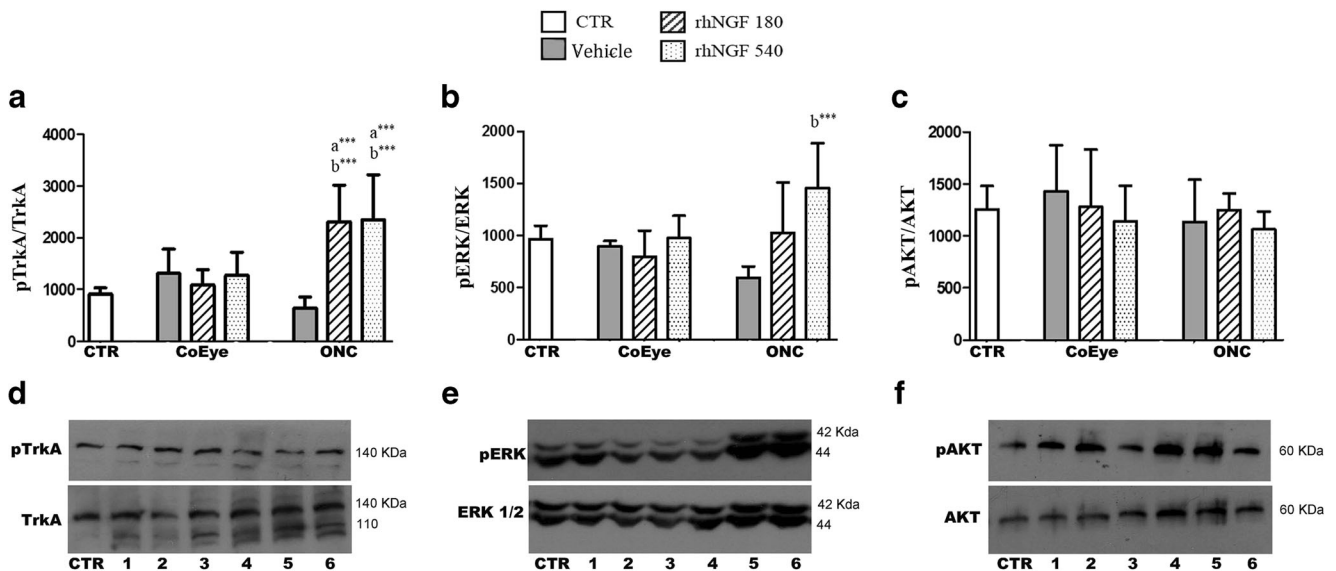 CTR
rhNGF 180
Vehicle
rhNGF 540
a
pTrkA/TrkA
4000
3000
2000
1000
0
a***
b***
a***
b***
CTR
CoEye
ONC
b
pERK/ERK
2000
1500
1000
500
0
b***
CTR
CoEye
ONC
c
pAKT/AKT
2000
1500
1000
500
0
CTR
CoEye
ONC
d
pTrkA
140 KDa
TrkA
140 KDa
110
CTR 1 2 3 4 5 6
e
pERK
42 Kda
44
ERK 1/2
42 KDa
44
CTR 1 2 3 4 5 6
f
pAKT
60 KDa
AKT
60 KDa
CTR 1 2 3 4 5 6